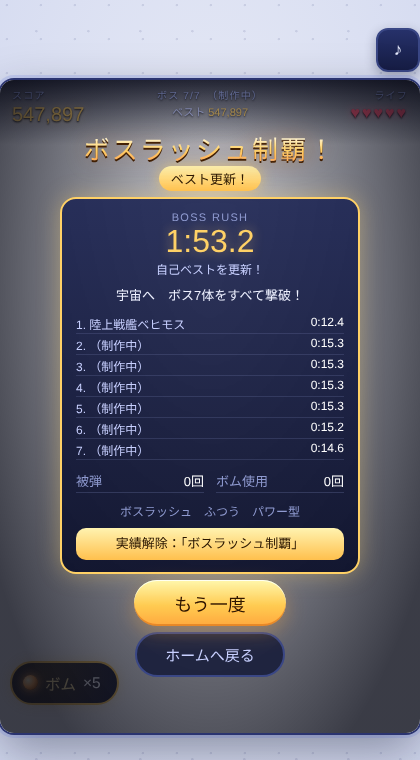 ♪
スコア
ボス 7/7 （制作中）
ライフ
547,897
ベスト 547,897
♥♥♥♥♥
ボスラッシュ制覇！
ベスト更新！
BOSS RUSH
1:53.2
自己ベストを更新！
宇宙へ　ボス7体をすべて撃破！
1. 陸上戦艦ベヒモス 0:12.4
2. （制作中） 0:15.3
3. （制作中） 0:15.3
4. （制作中） 0:15.3
5. （制作中） 0:15.3
6. （制作中） 0:15.2
7. （制作中） 0:14.6
被弾 0回 ボム使用 0回
ボスラッシュ　ふつう　パワー型
実績解除：「ボスラッシュ制覇」
もう一度
ホームへ戻る
ボム ×5